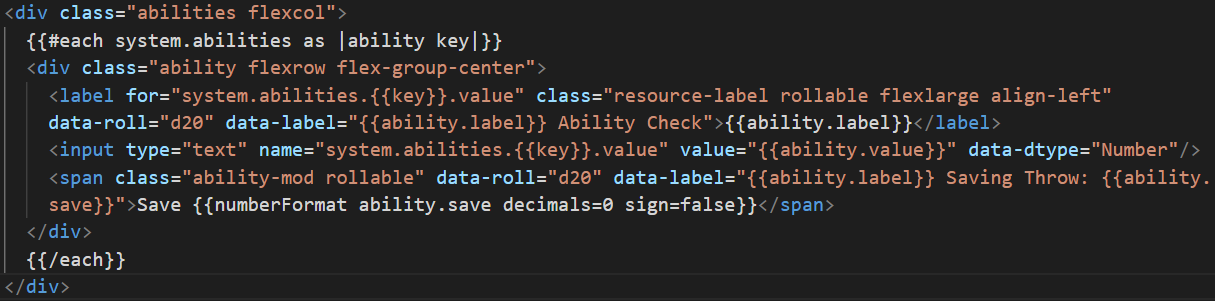 <div class="abilities flexcol">
{{#each system.abilities as |ability key|}}
<div class="ability flexrow flex-group-center">
<label for="system.abilities.{{key}}.value" class="resource-label rollable flexlarge align-left"
data-roll="d20" data-label="{{ability.label}} Ability Check">{{ability.label}}</label>
<input type="text" name="system.abilities.{{key}}.value" value="{{ability.value}}" data-dtype="Number"/>
<span class="ability-mod rollable" data-roll="d20" data-label="{{ability.label}} Saving Throw: {{ability.
save}}">Save {{numberFormat ability.save decimals=0 sign=false}}</span>
</div>
{{/each}}
</div>